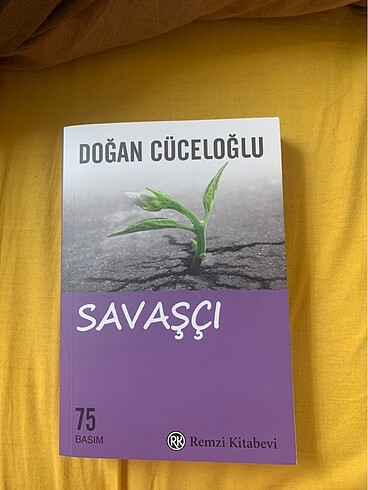 DOĞAN CÜCELOĞLU
SAVAŞÇI
75
BASIM
RK Remzi Kitabevi